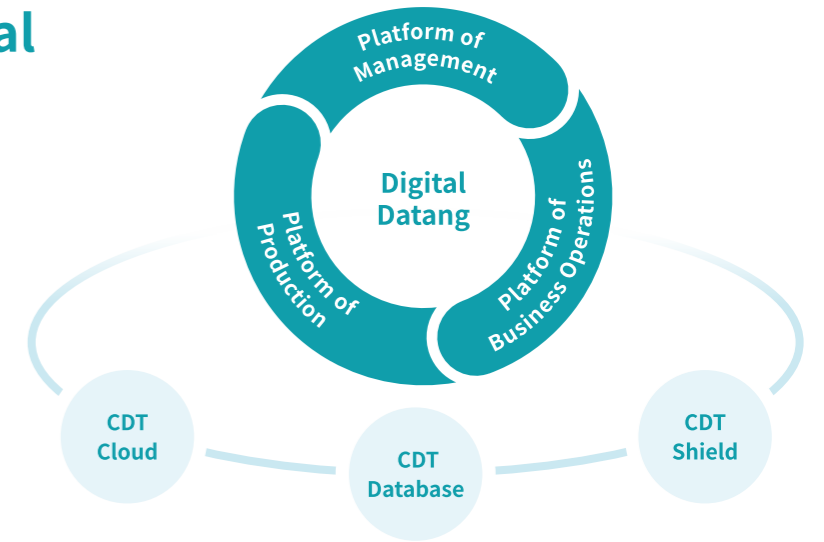 al
Platform of
Management
Digital
Datang
Platform of
Production
Platform of
Business Operations
CDT
Cloud
CDT
Database
CDT
Shield